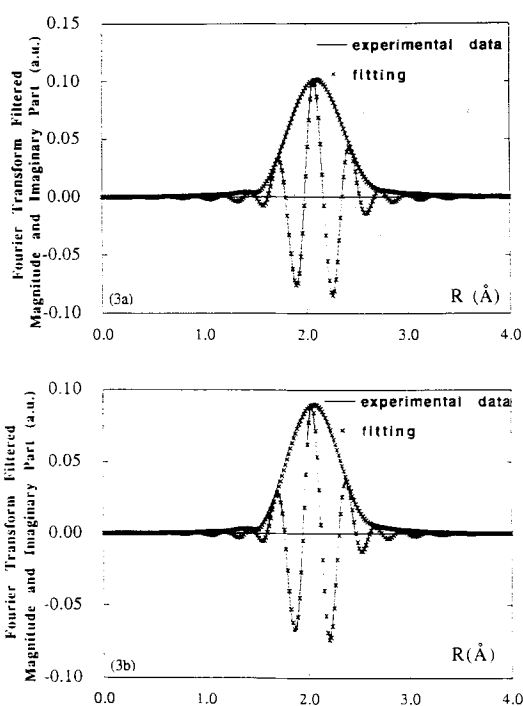 Fourier Transform Filtered
Magnitude and Imaginary Part (a.u.)
0.15
0.10
0.05
0.00
-0.05
-0.10
experimental data
× fitting
(3a)
R (Å)
0.0 1.0 2.0 3.0 4.0
Fourier Transform Filtered
Magnitude and Imaginary Part (a.u.)
0.10
0.05
0.00
-0.05
-0.10
experimental data
× fitting
(3b)
R(Å)
0.0 1.0 2.0 3.0 4.0